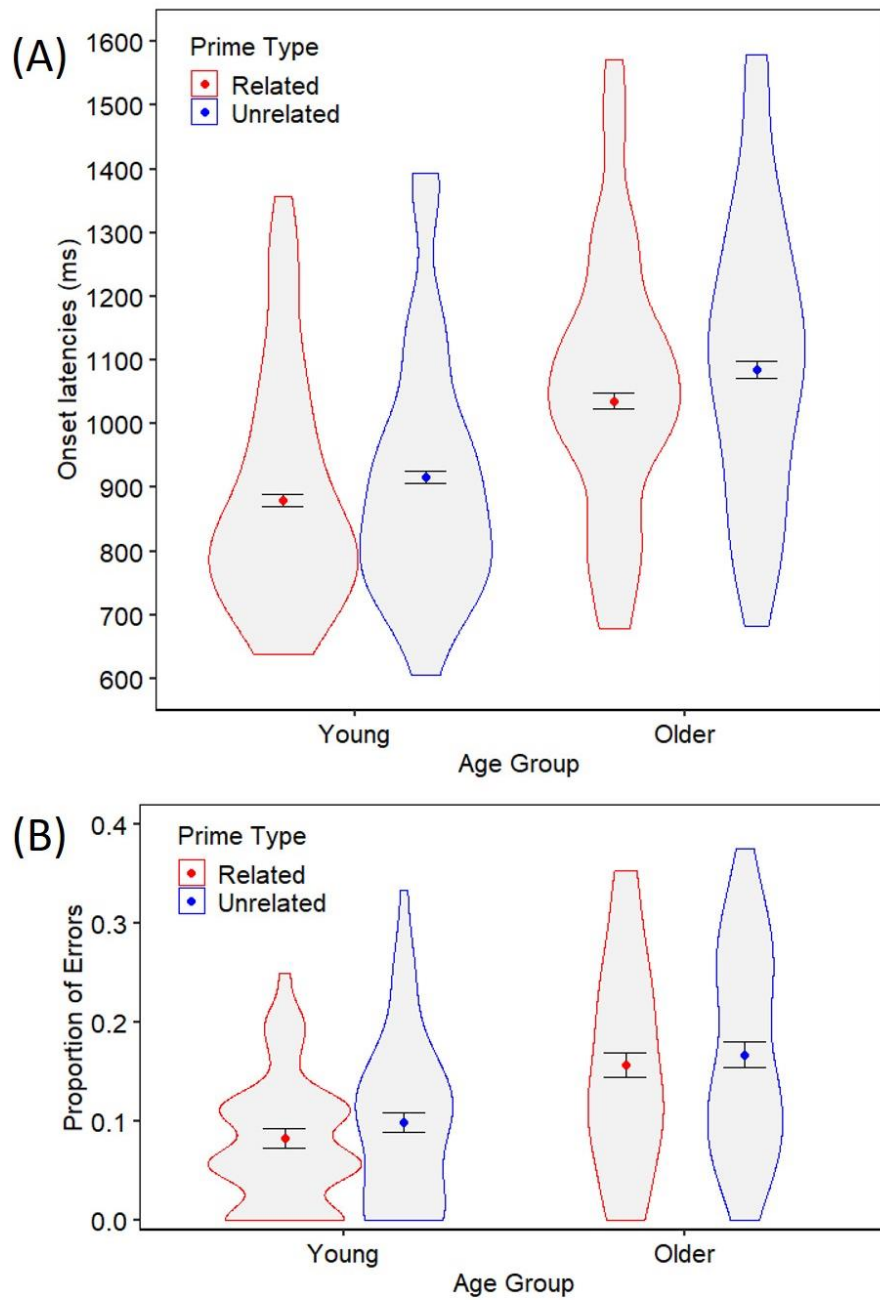 (A)
Prime Type
Related
Unrelated
Onset latencies (ms)
1600
1500
1400
1300
1200
1100
1000
900
800
700
600
Young
Older
Age Group
(B)
Prime Type
Related
Unrelated
Proportion of Errors
0.4
0.3
0.2
0.1
0.0
Young
Older
Age Group